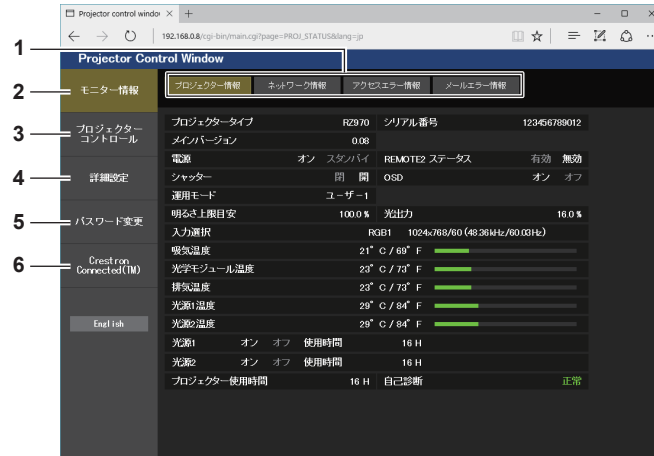 Projector control window
192.168.0.8/cgi-bin/main.cgi?page=PROJ_STATUS&lang=jp
1
Projector Control Window
2
モニター情報
プロジェクター情報 ネットワーク情報 アクセスエラー情報 メールエラー情報
3
プロジェクター
コントロール
4
詳細設定
5
パスワード変更
6
Crestron
Connected(TM)
English
プロジェクタータイプ RZ970 シリアル番号 123456789012
メインバージョン 0.08
電源 オン スタンバイ REMOTE2 ステータス 有効 無効
シャッター 閉 開 OSD オン オフ
運用モード ユーザー1
明るさ上限目安 100.0 % 光出力 16.0 %
入力選択 RGB1 1024x768/60 (48.36kHz/60.03Hz)
吸気温度 21° C / 69° F
光学モジュール温度 23° C / 73° F
排気温度 23° C / 73° F
光源1温度 29° C / 84° F
光源2温度 29° C / 84° F
光源1 オン オフ 使用時間 16 H
光源2 オン オフ 使用時間 16 H
プロジェクター使用時間 16 H 自己診断 正常